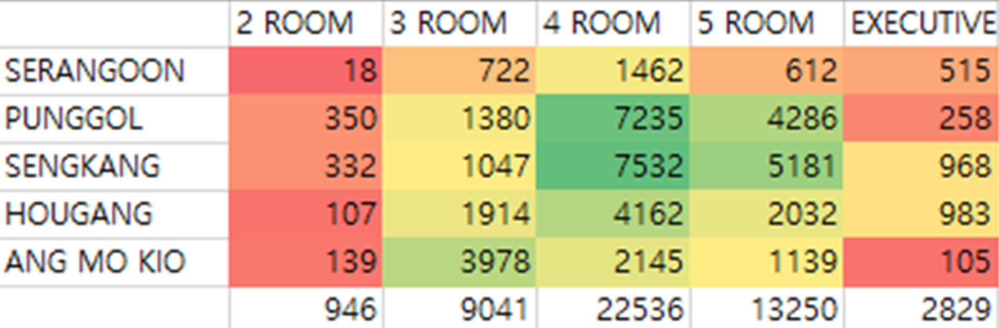 2 ROOM 3 ROOM 4 ROOM 5 ROOM EXECUTIVE
SERANGOON 18 722 1462 612 515
PUNGGOL 350 1380 7235 4286 258
SENGKANG 332 1047 7532 5181 968
HOUGANG 107 1914 4162 2032 983
ANG MO KIO 139 3978 2145 1139 105
946 9041 22536 13250 2829